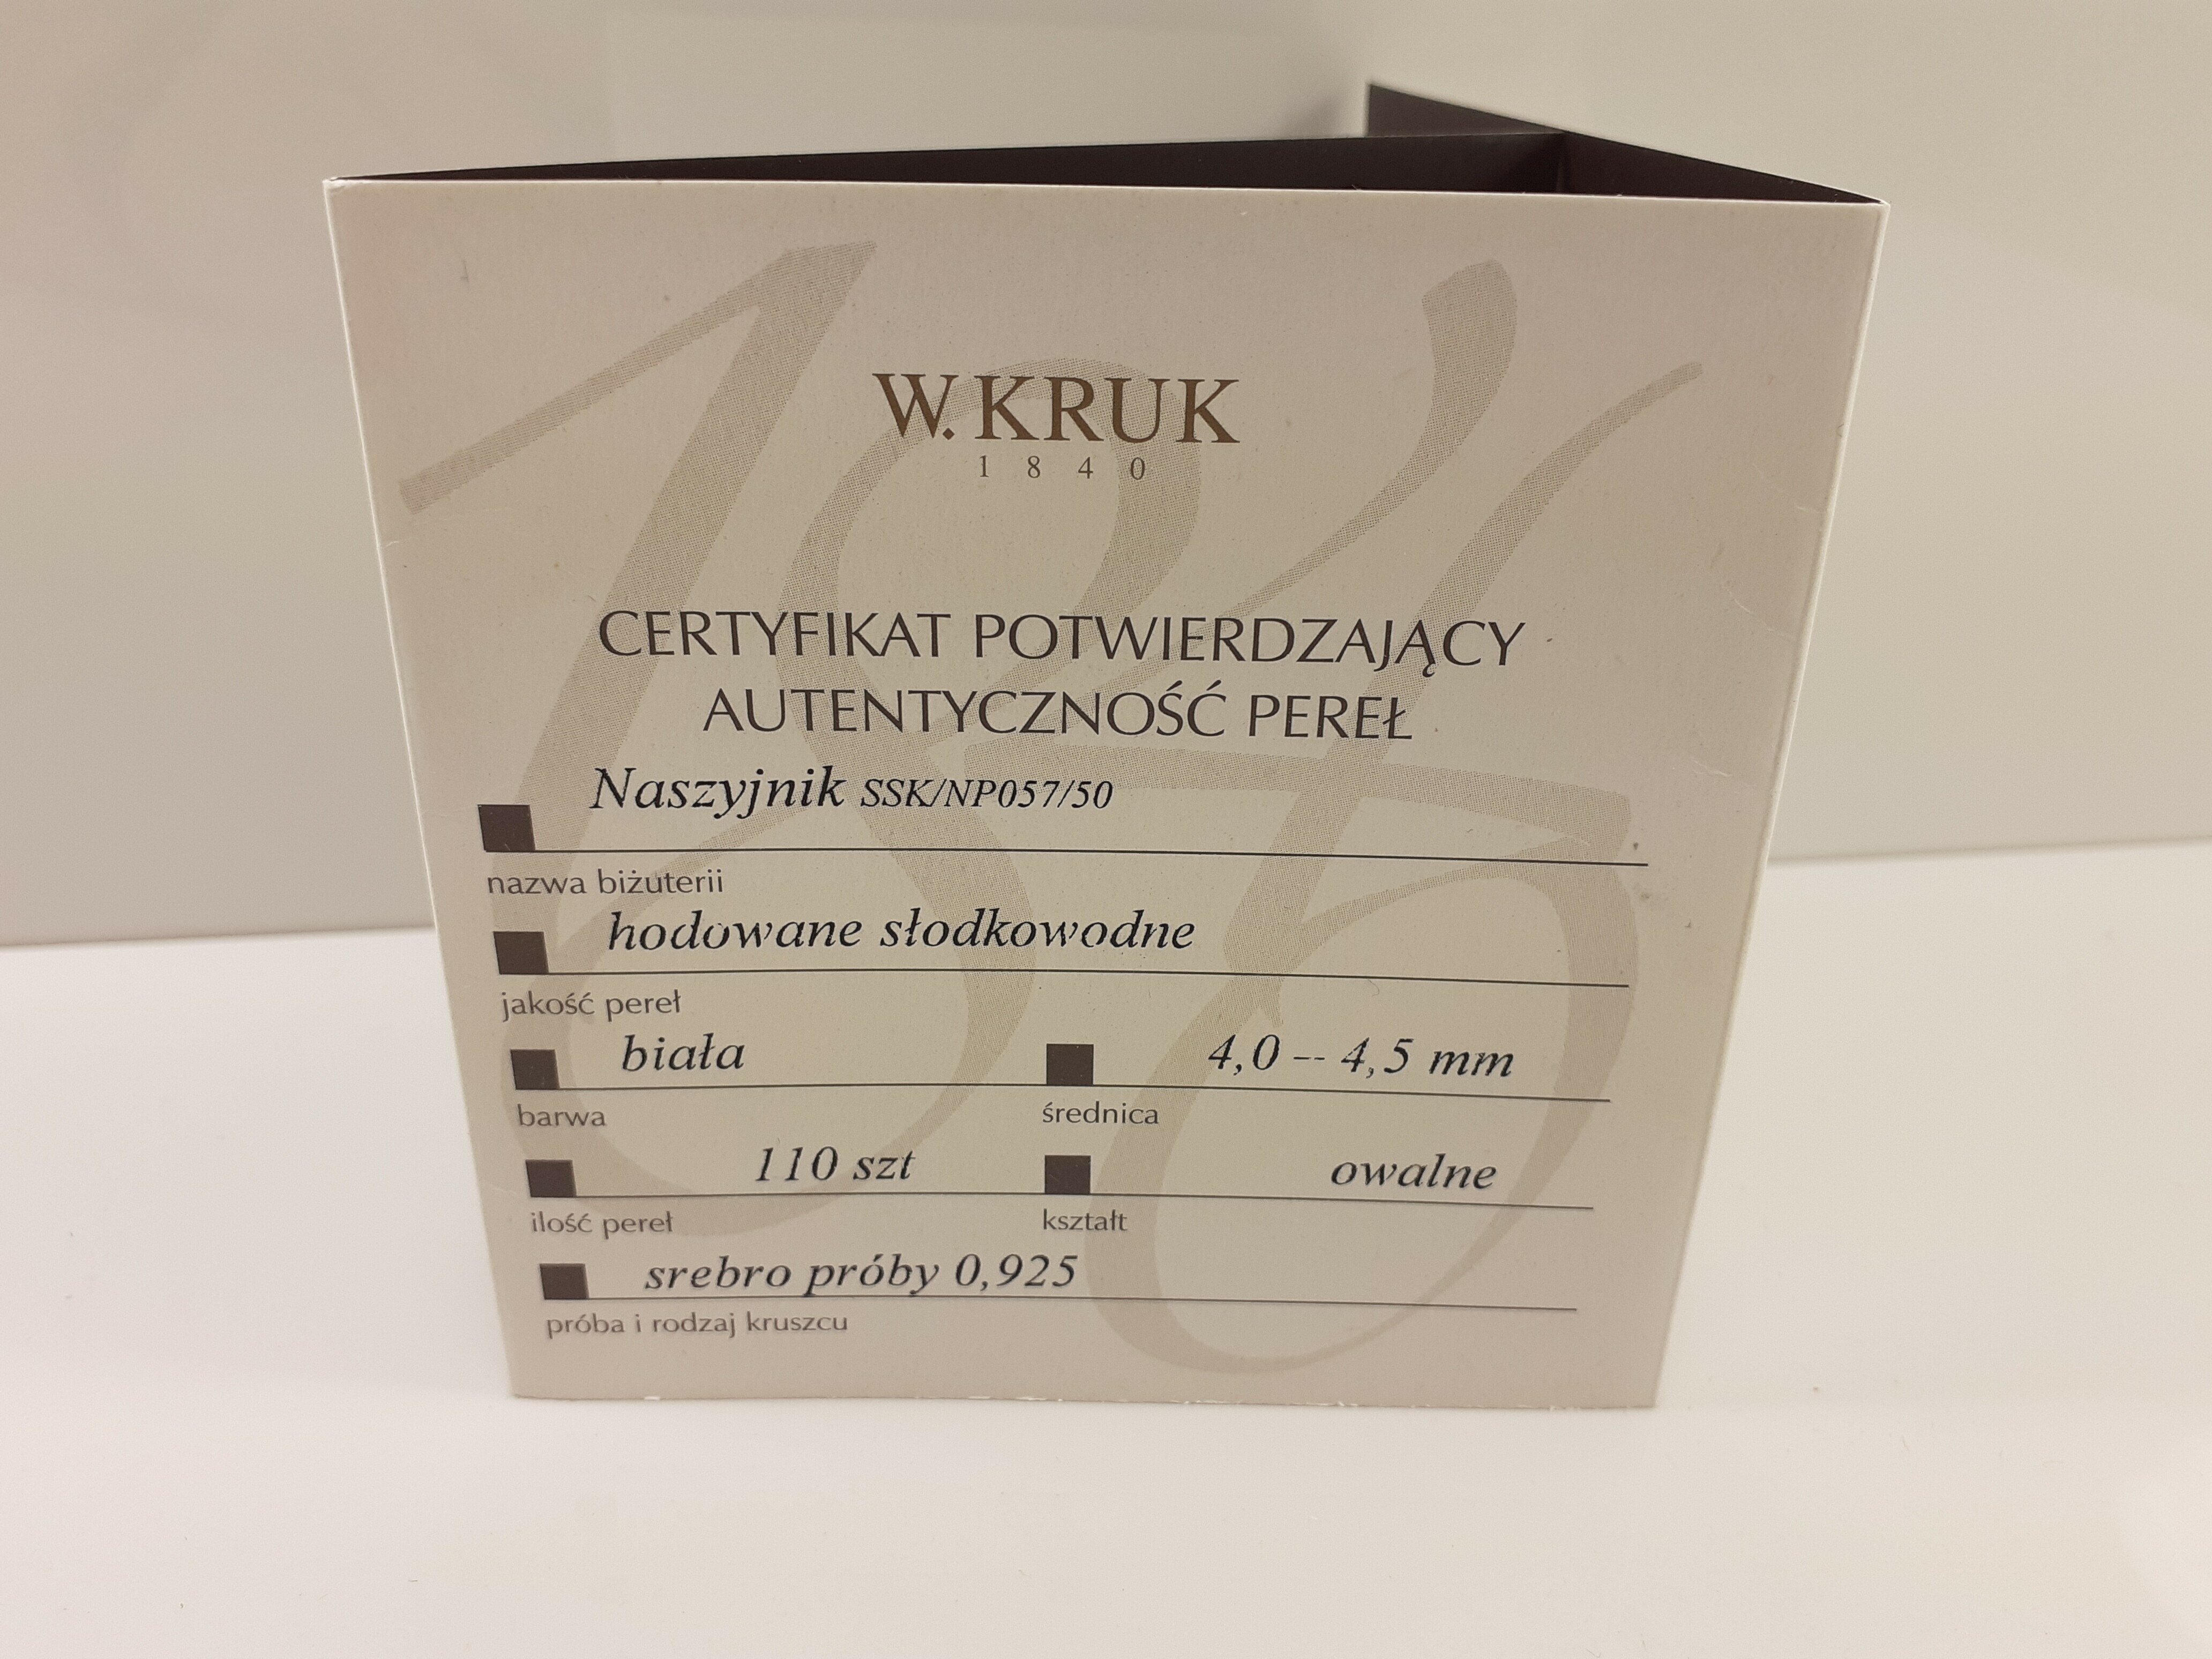 W.KRUK
1840
CERTYFIKAT POTWIERDZAJĄCY
AUTENTYCZNOŚĆ PEREŁ
Naszyjnik SSK/NP057/50
nazwa biżuterii
hodowane słodkowodne
jakość pereł
biała 4,0 -- 4,5 mm
barwa średnica
110 szt owalne
ilość pereł kształt
srebro próby 0,925
próba i rodzaj kruszcu